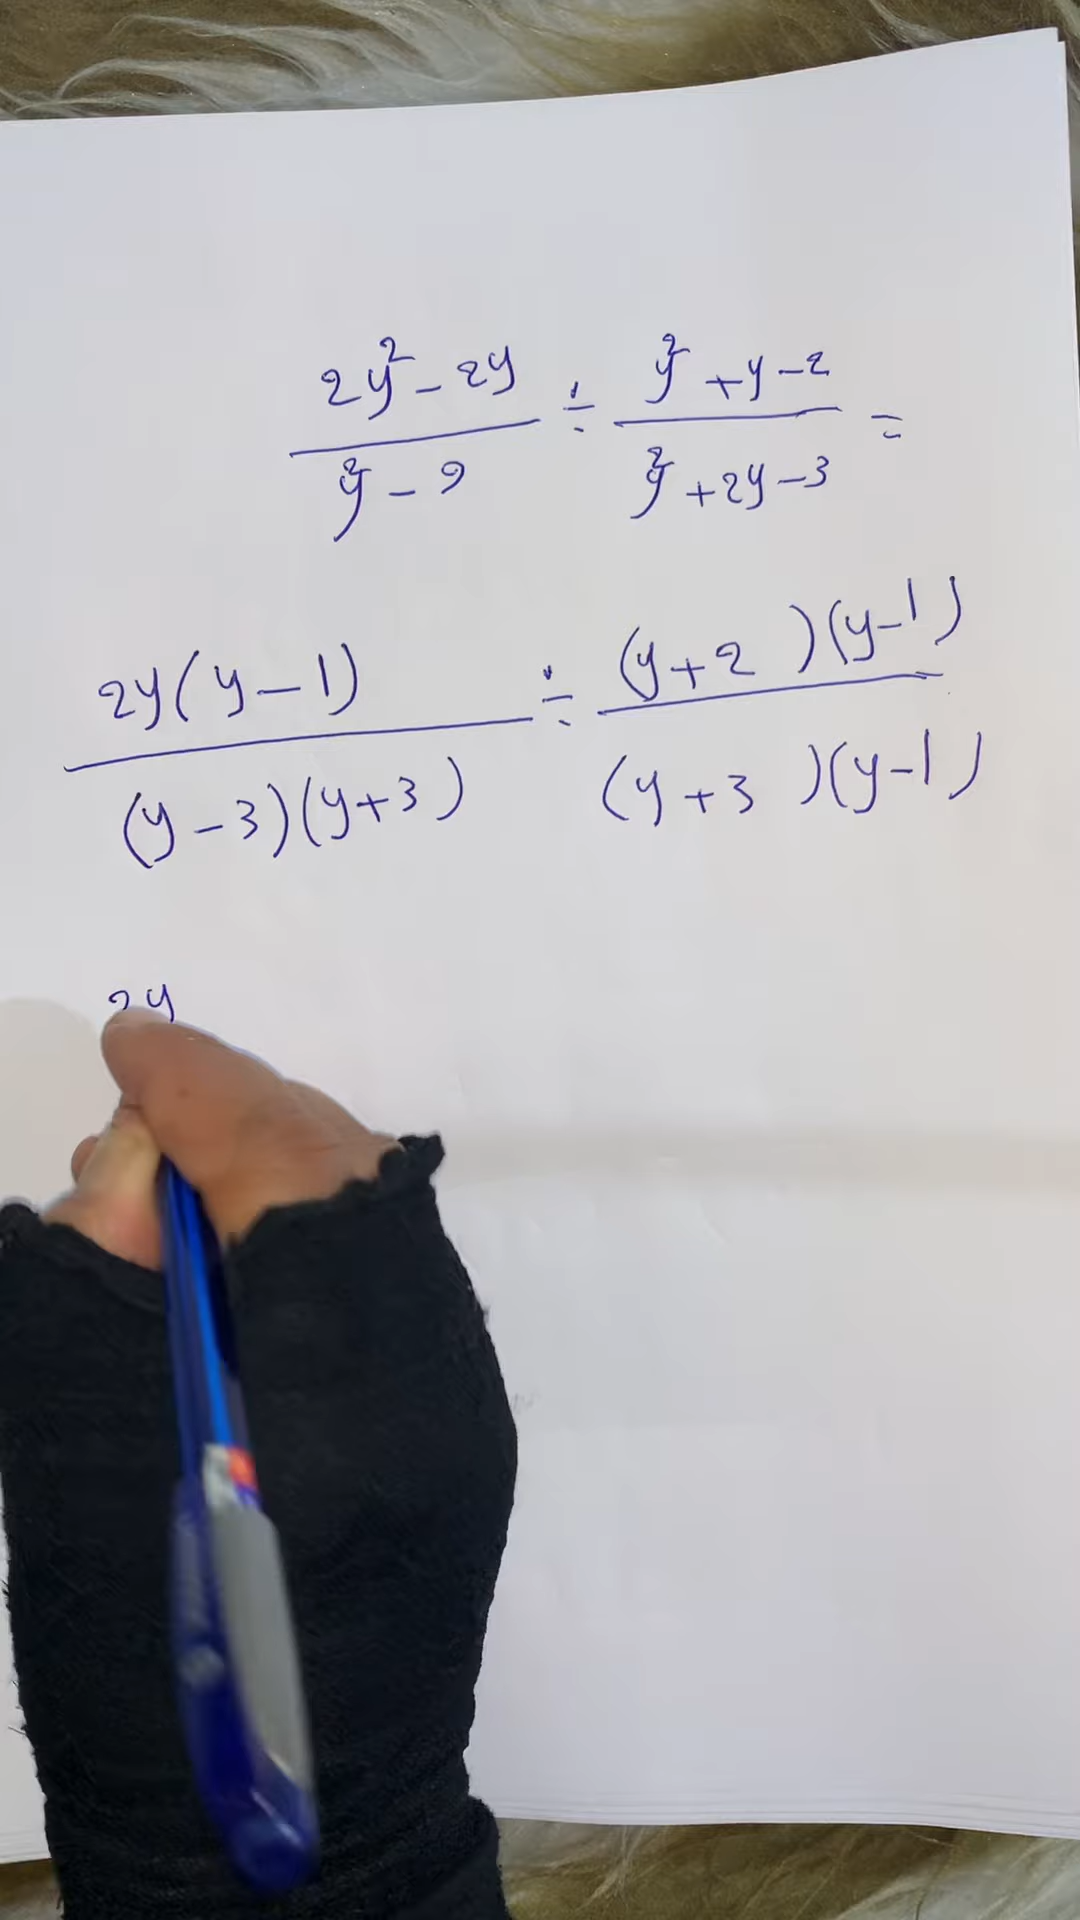 (2y² - 2y)/(y² - 9) ÷ (y² + y - 2)/(y² + 2y - 3) =
2y(y - 1)/((y - 3)(y + 3)) ÷ (y + 2)(y - 1)/((y + 3)(y - 1))
2y